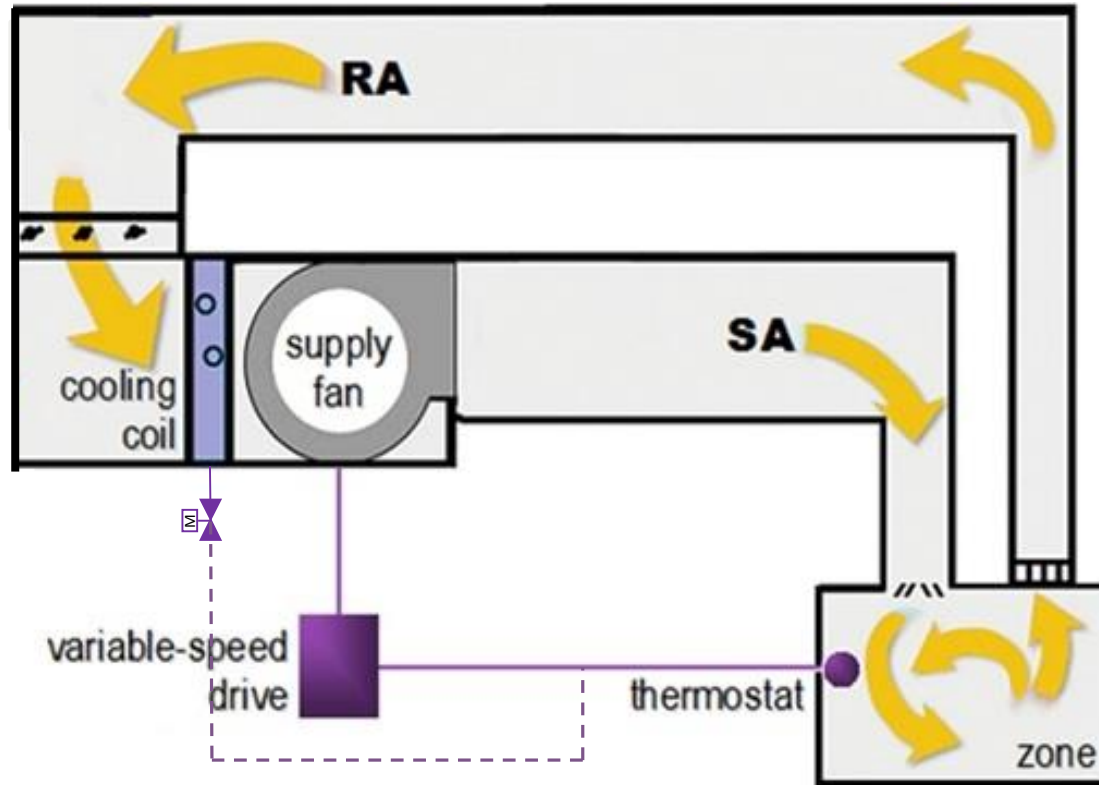 RA
SA
supply
fan
cooling
coil
M
variable-speed
drive
thermostat
zone